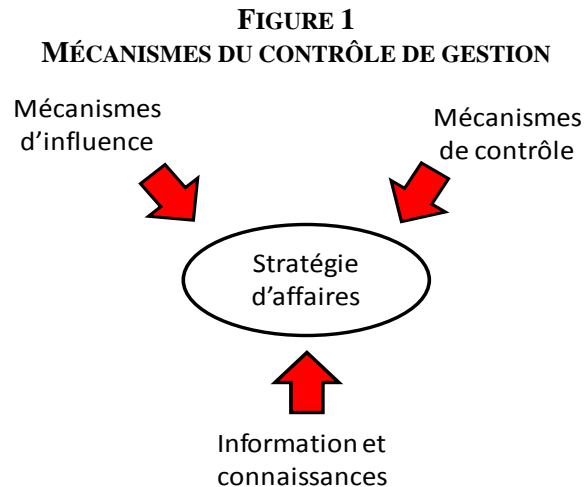 FIGURE 1
MÉCANISMES DU CONTRÔLE DE GESTION
Mécanismes
d’influence
Mécanismes
de contrôle
Stratégie
d’affaires
Information et
connaissances